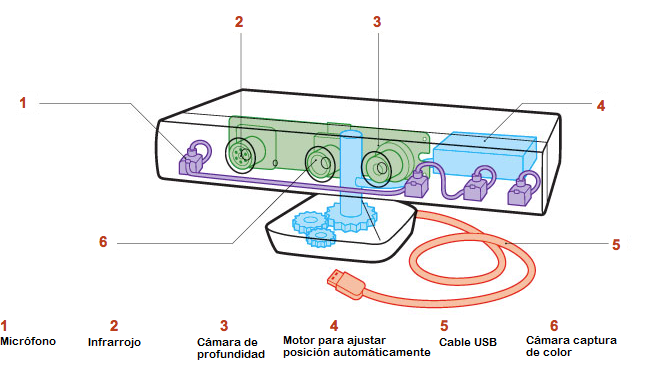 2
3
1
4
6
5
1
2
3
4
5
6
Micrófono
Infrarrojo
Cámara de
profundidad
Motor para ajustar
posición automáticamente
Cable USB
Cámara captura
de color